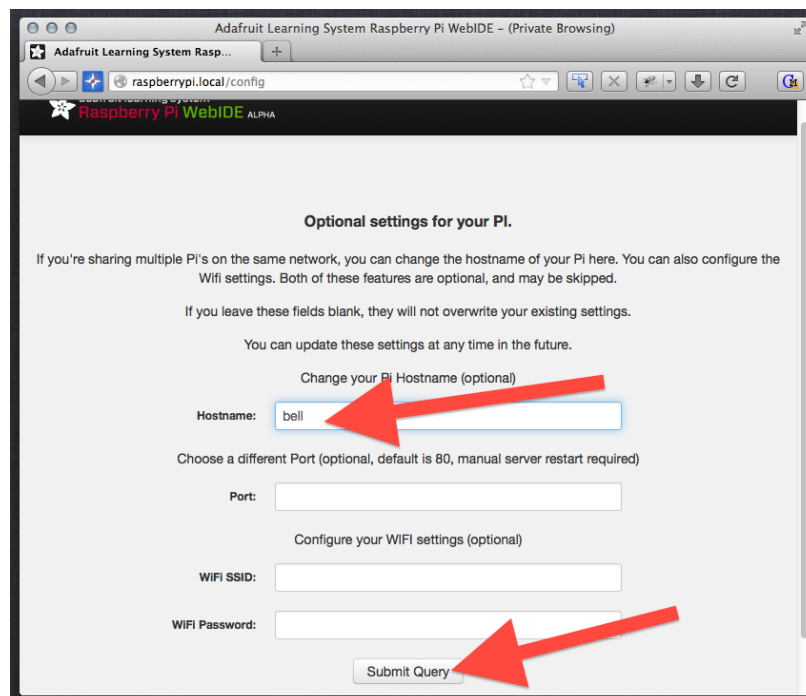 Adafruit Learning System Raspberry Pi WebIDE – (Private Browsing)
Adafruit Learning System Rasp...
raspberrypi.local/config
adafruit learning system
Raspberry Pi WebIDE ALPHA
Optional settings for your PI.
If you're sharing multiple Pi's on the same network, you can change the hostname of your Pi here. You can also configure the
Wifi settings. Both of these features are optional, and may be skipped.
If you leave these fields blank, they will not overwrite your existing settings.
You can update these settings at any time in the future.
Change your Pi Hostname (optional)
Hostname: bell
Choose a different Port (optional, default is 80, manual server restart required)
Port:
Configure your WIFI settings (optional)
WiFi SSID:
WiFi Password:
Submit Query